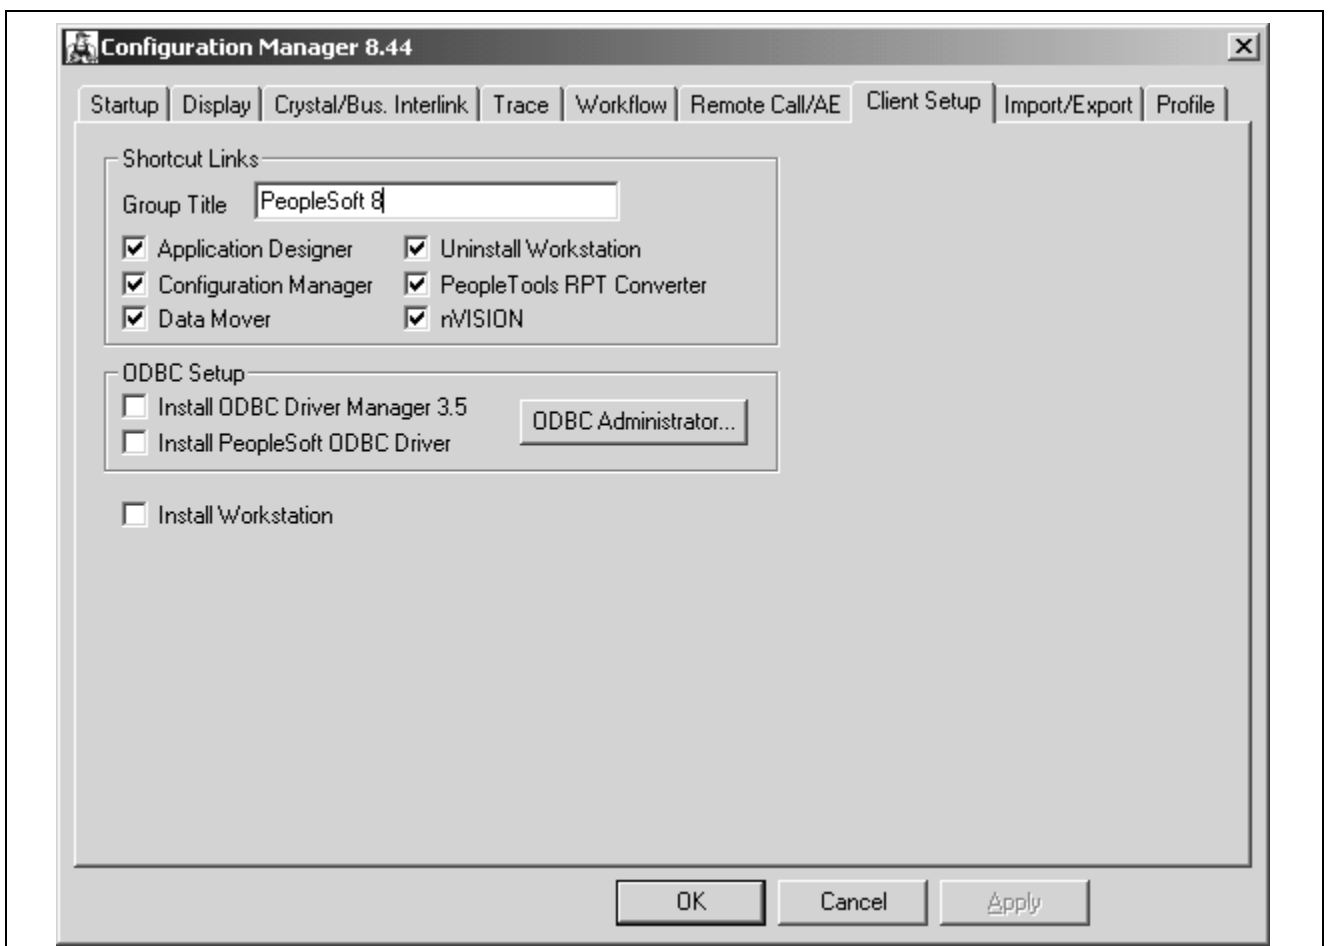 Configuration Manager 8.44
Startup Display Crystal/Bus. Interlink Trace Workflow Remote Call/AE Client Setup Import/Export Profile
Shortcut Links
Group Title PeopleSoft 8
Application Designer Uninstall Workstation
Configuration Manager PeopleTools RPT Converter
Data Mover nVISION
ODBC Setup
Install ODBC Driver Manager 3.5
ODBC Administrator...
Install PeopleSoft ODBC Driver
Install Workstation
OK Cancel Apply